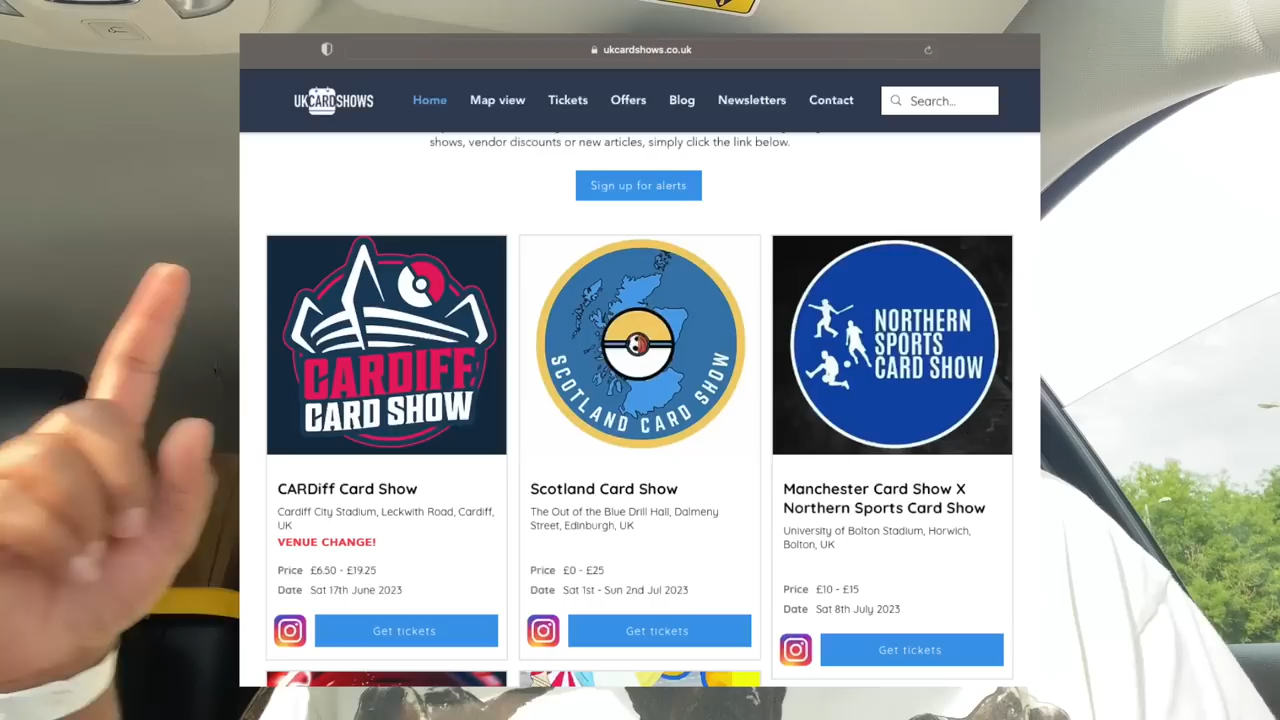 ukcardshows.co.uk
UKCARDSHOWS
Home Map view Tickets Offers Blog Newsletters Contact
Search...
shows, vendor discounts or new articles, simply click the link below.
Sign up for alerts
CARDIFF
CARD SHOW
SCOTLAND CARD SHOW
NORTHERN
SPORTS
CARD SHOW
CARDiff Card Show
Cardiff City Stadium, Leckwith Road, Cardiff,
UK
VENUE CHANGE!
Price £6.50 - £19.25
Date Sat 17th June 2023
Get tickets
Scotland Card Show
The Out of the Blue Drill Hall, Dalmeny
Street, Edinburgh, UK
Price £0 - £25
Date Sat 1st - Sun 2nd Jul 2023
Get tickets
Manchester Card Show X
Northern Sports Card Show
University of Bolton Stadium, Horwich,
Bolton, UK
Price £10 - £15
Date Sat 8th July 2023
Get tickets